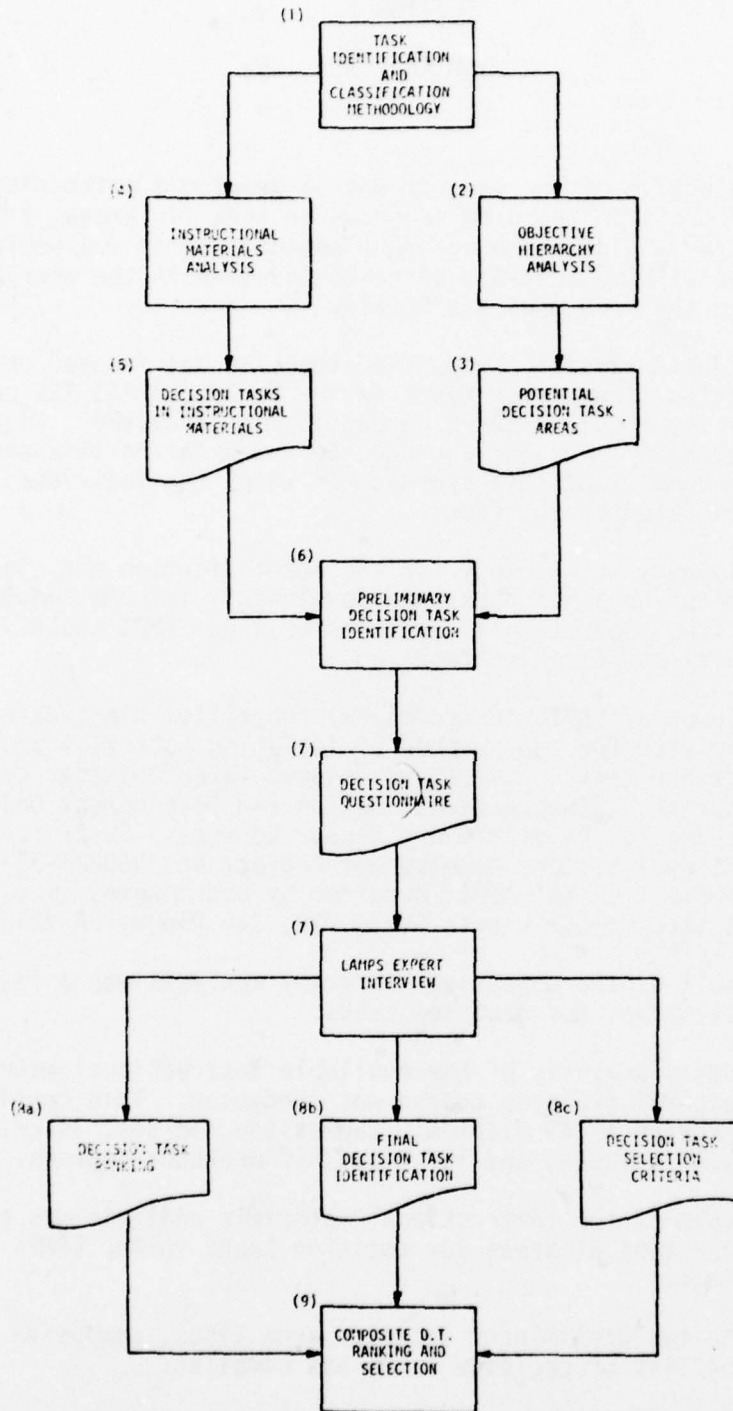 (1)
TASK
IDENTIFICATION
AND
CLASSIFICATION
METHODOLOGY
(4)
INSTRUCTIONAL
MATERIALS
ANALYSIS
(2)
OBJECTIVE
HIERARCHY
ANALYSIS
(5)
DECISION TASKS
IN INSTRUCTIONAL
MATERIALS
(3)
POTENTIAL
DECISION TASK
AREAS
(6)
PRELIMINARY
DECISION TASK
IDENTIFICATION
(7)
DECISION TASK
QUESTIONNAIRE
(7)
LAMPS EXPERT
INTERVIEW
(8a)
DECISION TASK
RANKING
(8b)
FINAL
DECISION TASK
IDENTIFICATION
(8c)
DECISION TASK
SELECTION
CRITERIA
(9)
COMPOSITE D.T.
RANKING AND
SELECTION